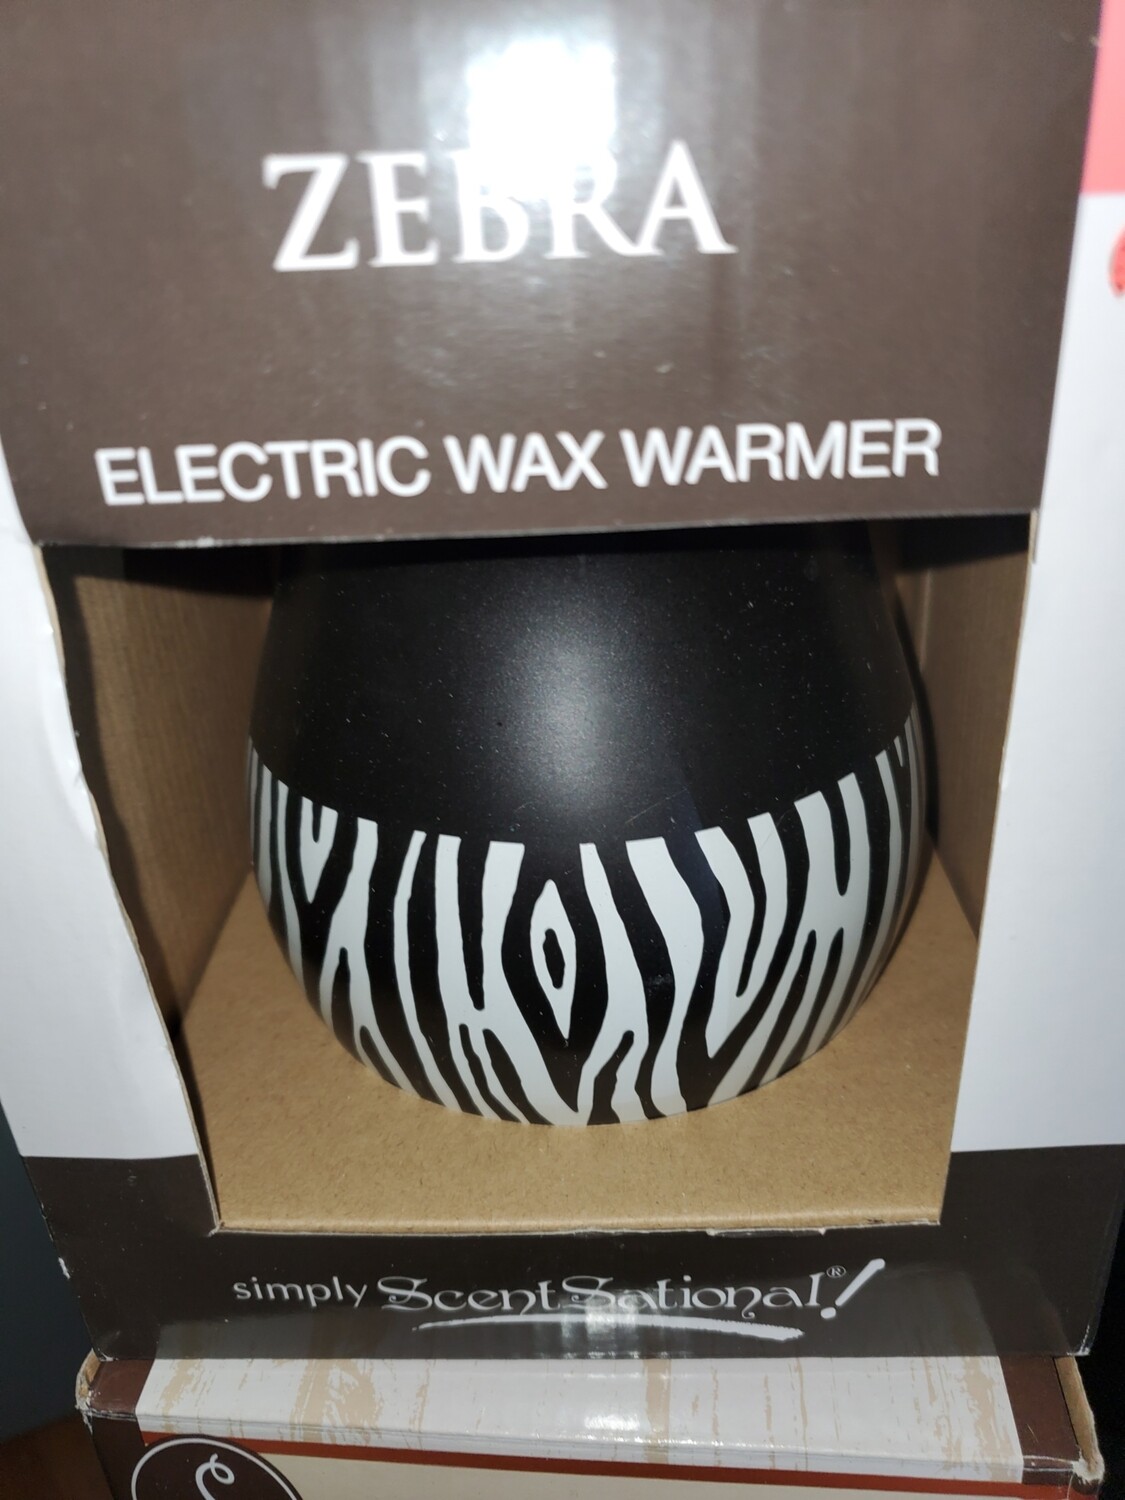 ZEBRA
ELECTRIC WAX WARMER
simply ScentSational!®